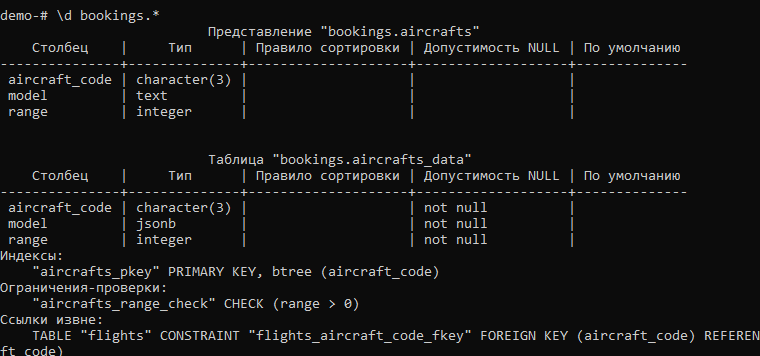 demo-# \d bookings.*
                          Представление "bookings.aircrafts"
    Столбец    |     Тип      | Правило сортировки | Допустимость NULL | По умолчанию
---------------+--------------+--------------------+-------------------+--------------
 aircraft_code | character(3) |                    |                   |
 model         | text         |                    |                   |
 range         | integer      |                    |                   |
                          Таблица "bookings.aircrafts_data"
    Столбец    |     Тип      | Правило сортировки | Допустимость NULL | По умолчанию
---------------+--------------+--------------------+-------------------+--------------
 aircraft_code | character(3) |                    | not null          |
 model         | jsonb        |                    | not null          |
 range         | integer      |                    | not null          |
Индексы:
    "aircrafts_pkey" PRIMARY KEY, btree (aircraft_code)
Ограничения-проверки:
    "aircrafts_range_check" CHECK (range > 0)
Ссылки извне:
    TABLE "flights" CONSTRAINT "flights_aircraft_code_fkey" FOREIGN KEY (aircraft_code) REFEREN
ft_code)